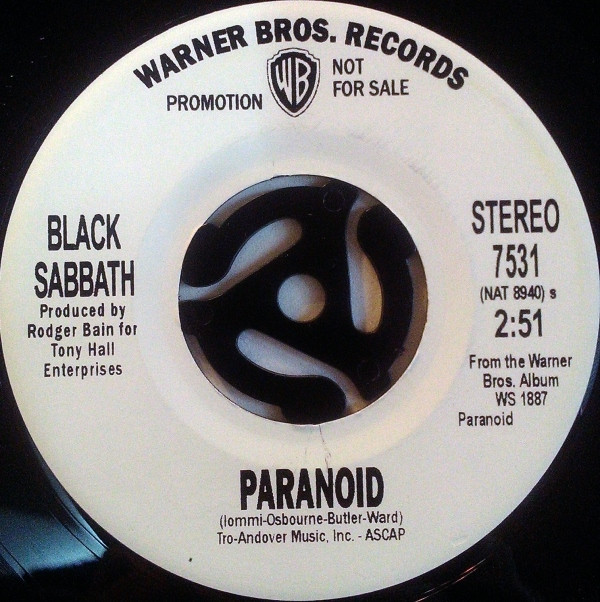 WARNER BROS. RECORDS
PROMOTION
WB
NOT
FOR SALE
BLACK
SABBATH
Produced by
Rodger Bain for
Tony Hall
Enterprises
STEREO
7531
(NAT 8940) s
2:51
From the Warner
Bros. Album
WS 1887
Paranoid
PARANOID
(Iommi-Osbourne-Butler-Ward)
Tro-Andover Music, Inc. - ASCAP